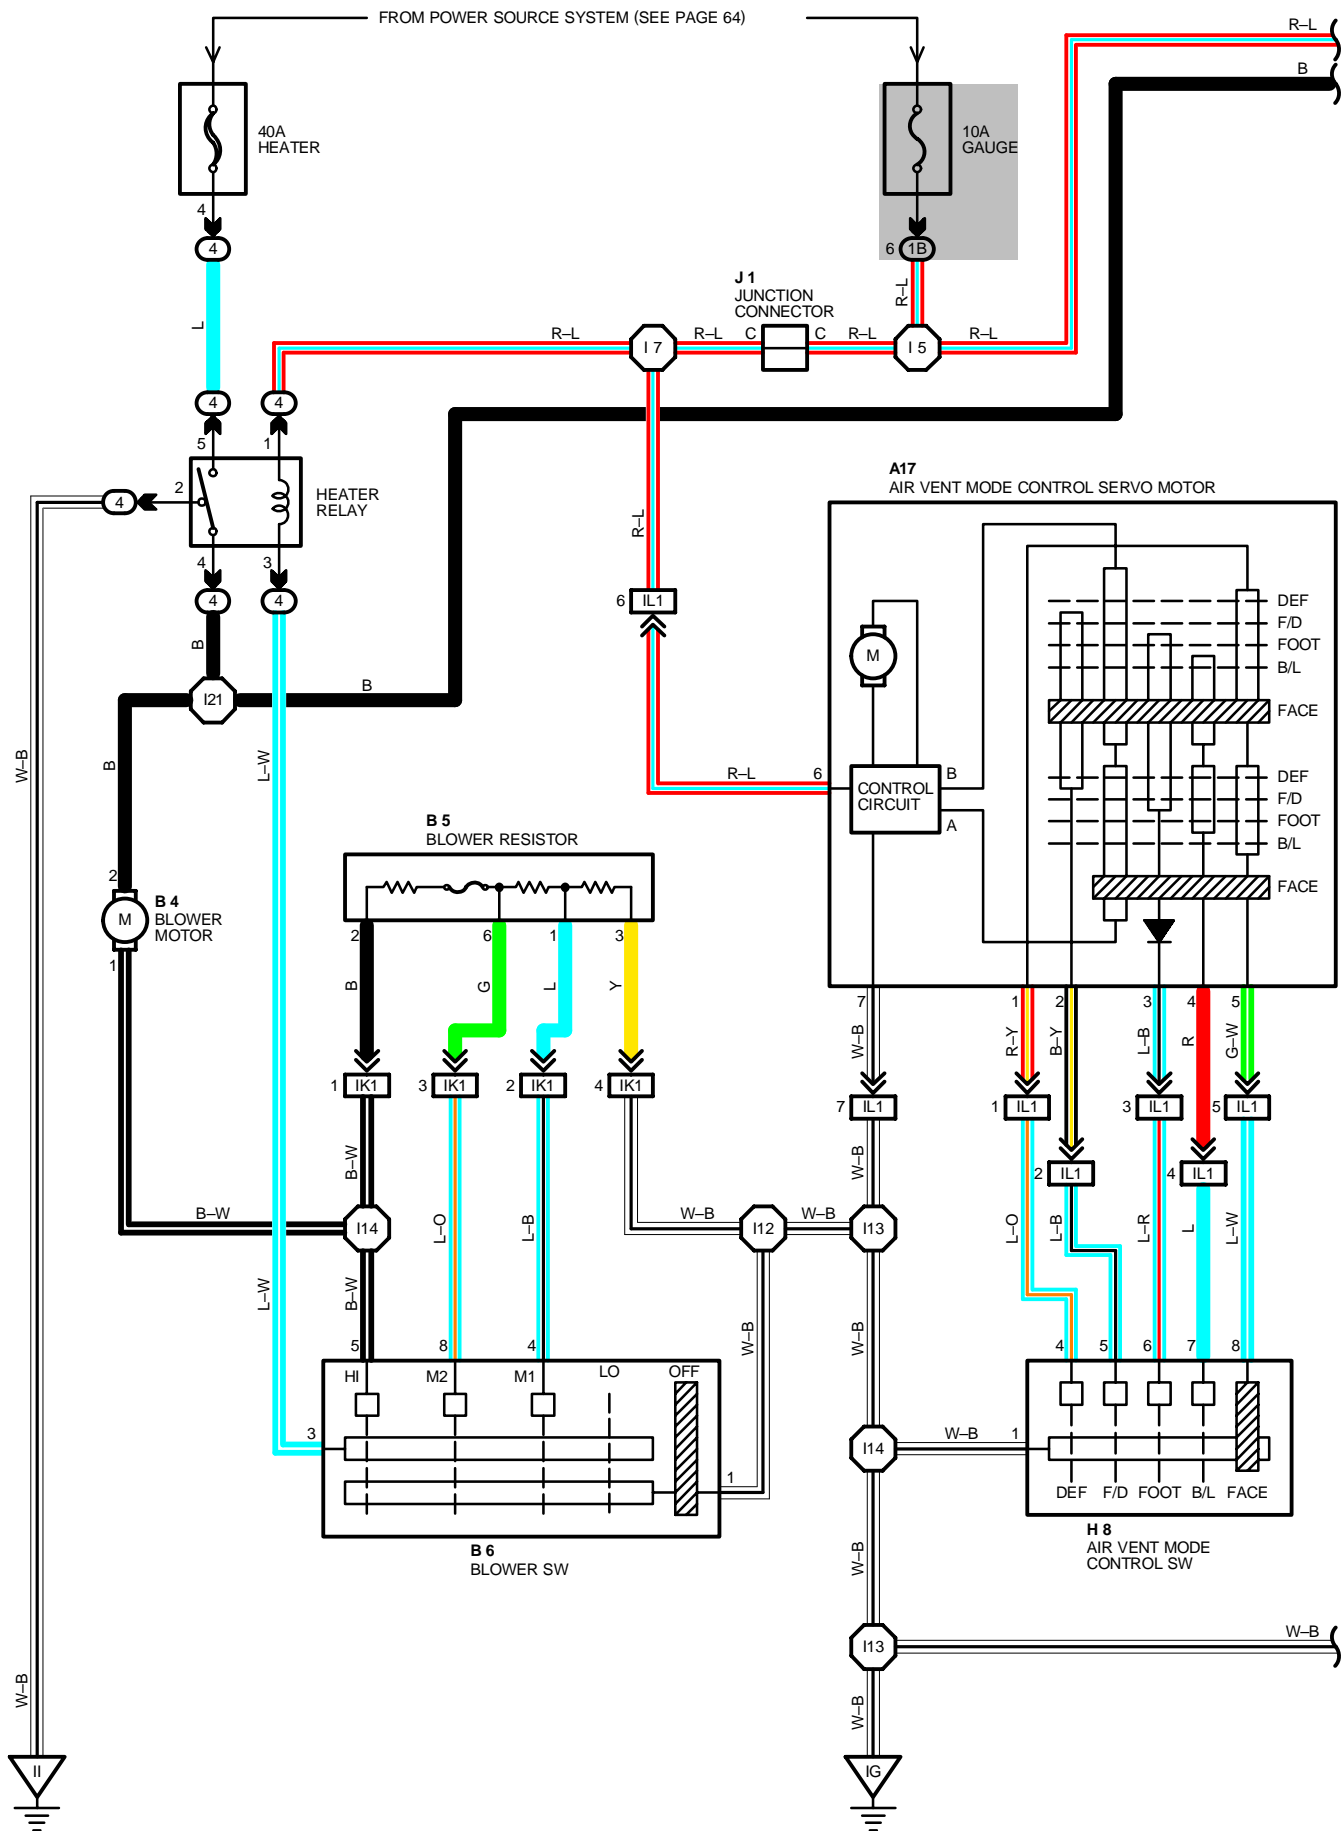 FROM POWER SOURCE SYSTEM (SEE PAGE 64)
R–L
B
40A
HEATER
10A
GAUGE
4
4
6
1B
J 1
JUNCTION
CONNECTOR
L
R–L
R–L
I 7
R–L
C
C
R–L
I 5
R–L
4
4
5
1
2
4
HEATER
RELAY
A17
AIR VENT MODE CONTROL SERVO MOTOR
R–L
4
3
4
4
6
IL1
DEF
F/D
FOOT
B/L
FACE
M
B
I21
B
W–B
B
L–W
R–L
6
CONTROL
CIRCUIT
B
A
DEF
F/D
FOOT
B/L
FACE
B 5
BLOWER RESISTOR
2
M
B 4
BLOWER
MOTOR
1
2
6
1
3
B
G
L
Y
7
1
2
3
4
5
W–B
R–Y
B–Y
L–B
R
G–W
1
IK1
3
IK1
2
IK1
4
IK1
7
IL1
1
IL1
3
IL1
5
IL1
2
IL1
4
IL1
B–W
W–B
B–W
I14
L–O
L–B
W–B
I12
W–B
I13
L–O
L–B
L–R
L
L–W
L–W
B–W
W–B
W–B
5
8
4
4
5
6
7
8
HI
M2
M1
LO
OFF
3
1
I14
W–B
1
DEF
F/D
FOOT
B/L
FACE
B 6
BLOWER SW
H 8
AIR VENT MODE
CONTROL SW
W–B
I13
W–B
W–B
W–B
II
IG